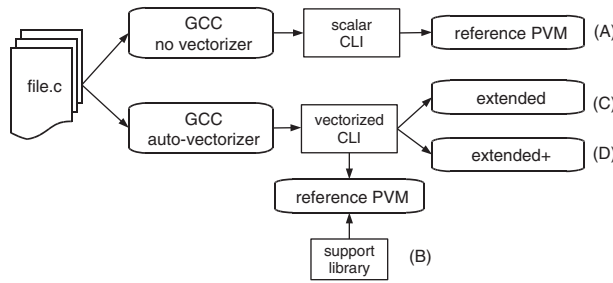 file.c
GCC
no vectorizer
scalar
CLI
reference PVM
(A)
GCC
auto-vectorizer
vectorized
CLI
extended
(C)
extended+
(D)
reference PVM
support
library
(B)